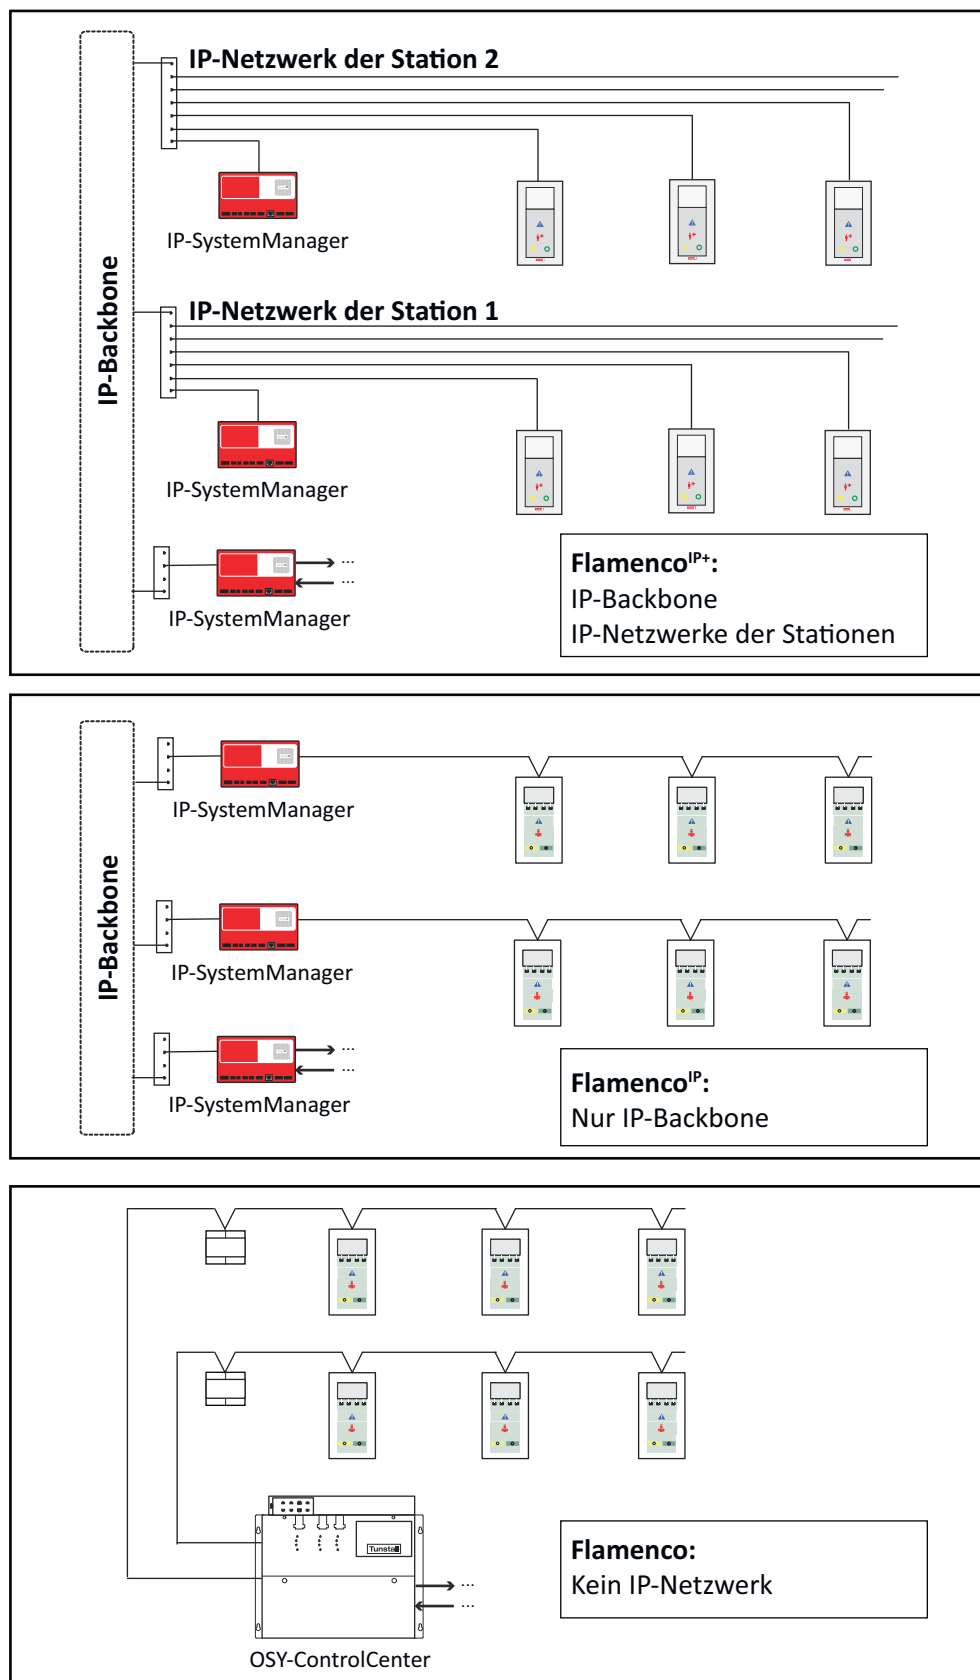 IP-Netzwerk der Station 2
IP-SystemManager
IP-Backbone
IP-Netzwerk der Station 1
IP-SystemManager
...
...
IP-SystemManager
Flamenco^IP+:
IP-Backbone
IP-Netzwerke der Stationen
IP-SystemManager
IP-Backbone
IP-SystemManager
...
...
IP-SystemManager
Flamenco^IP:
Nur IP-Backbone
Tunstall
...
...
OSY-ControlCenter
Flamenco:
Kein IP-Netzwerk